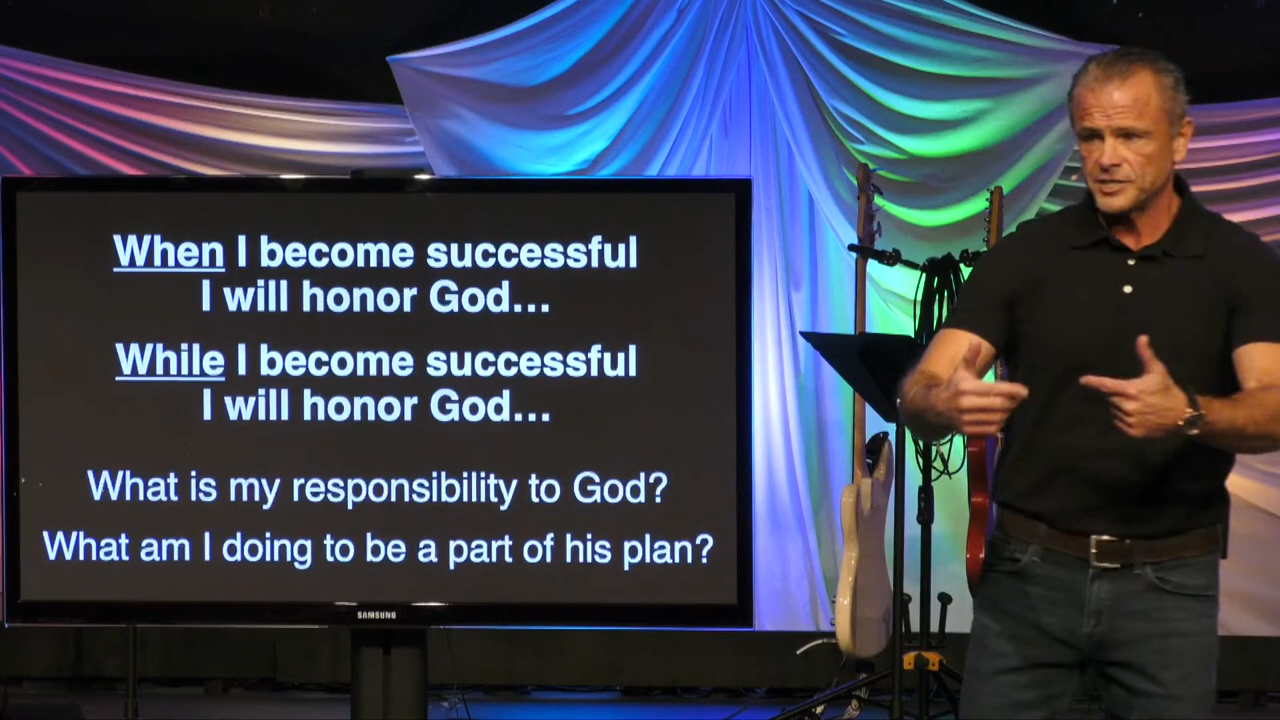 When I become successful
I will honor God...
While I become successful
I will honor God...
What is my responsibility to God?
What am I doing to be a part of his plan?
SAMSUNG